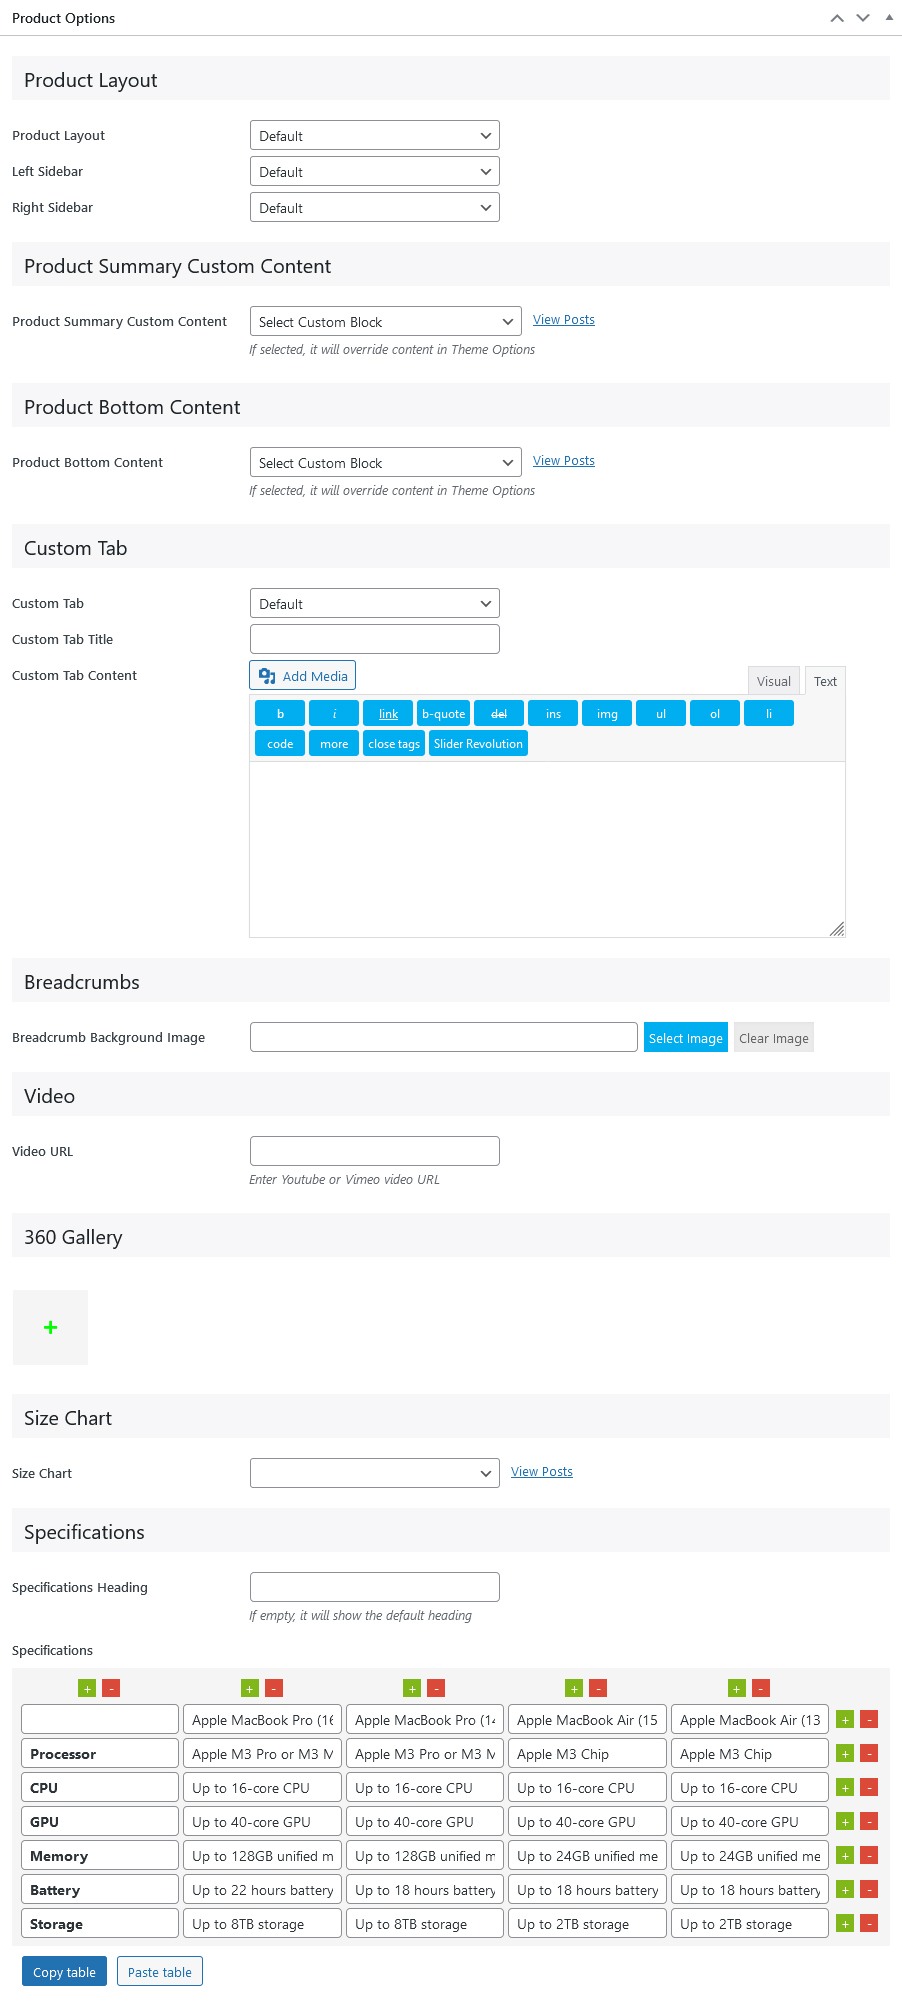 Product Options
Product Layout
Product Layout Default
Left Sidebar Default
Right Sidebar Default
Product Summary Custom Content
Product Summary Custom Content Select Custom Block View Posts
If selected, it will override content in Theme Options
Product Bottom Content
Product Bottom Content Select Custom Block View Posts
If selected, it will override content in Theme Options
Custom Tab
Custom Tab Default
Custom Tab Title
Custom Tab Content Add Media Visual Text
b i link b-quote del ins img ul ol li
code more close tags Slider Revolution
Breadcrumbs
Breadcrumb Background Image Select Image Clear Image
Video
Video URL
Enter Youtube or Vimeo video URL
360 Gallery
+
Size Chart
Size Chart View Posts
Specifications
Specifications Heading
If empty, it will show the default heading
Specifications
+ - + - + - + - + -
Apple MacBook Pro (16 Apple MacBook Pro (14 Apple MacBook Air (15 Apple MacBook Air (13 + -
Processor Apple M3 Pro or M3 M Apple M3 Pro or M3 M Apple M3 Chip Apple M3 Chip + -
CPU Up to 16-core CPU Up to 16-core CPU Up to 16-core CPU Up to 16-core CPU + -
GPU Up to 40-core GPU Up to 40-core GPU Up to 40-core GPU Up to 40-core GPU + -
Memory Up to 128GB unified m Up to 128GB unified m Up to 24GB unified me Up to 24GB unified me + -
Battery Up to 22 hours battery Up to 18 hours battery Up to 18 hours battery Up to 18 hours battery + -
Storage Up to 8TB storage Up to 8TB storage Up to 2TB storage Up to 2TB storage + -
Copy table Paste table